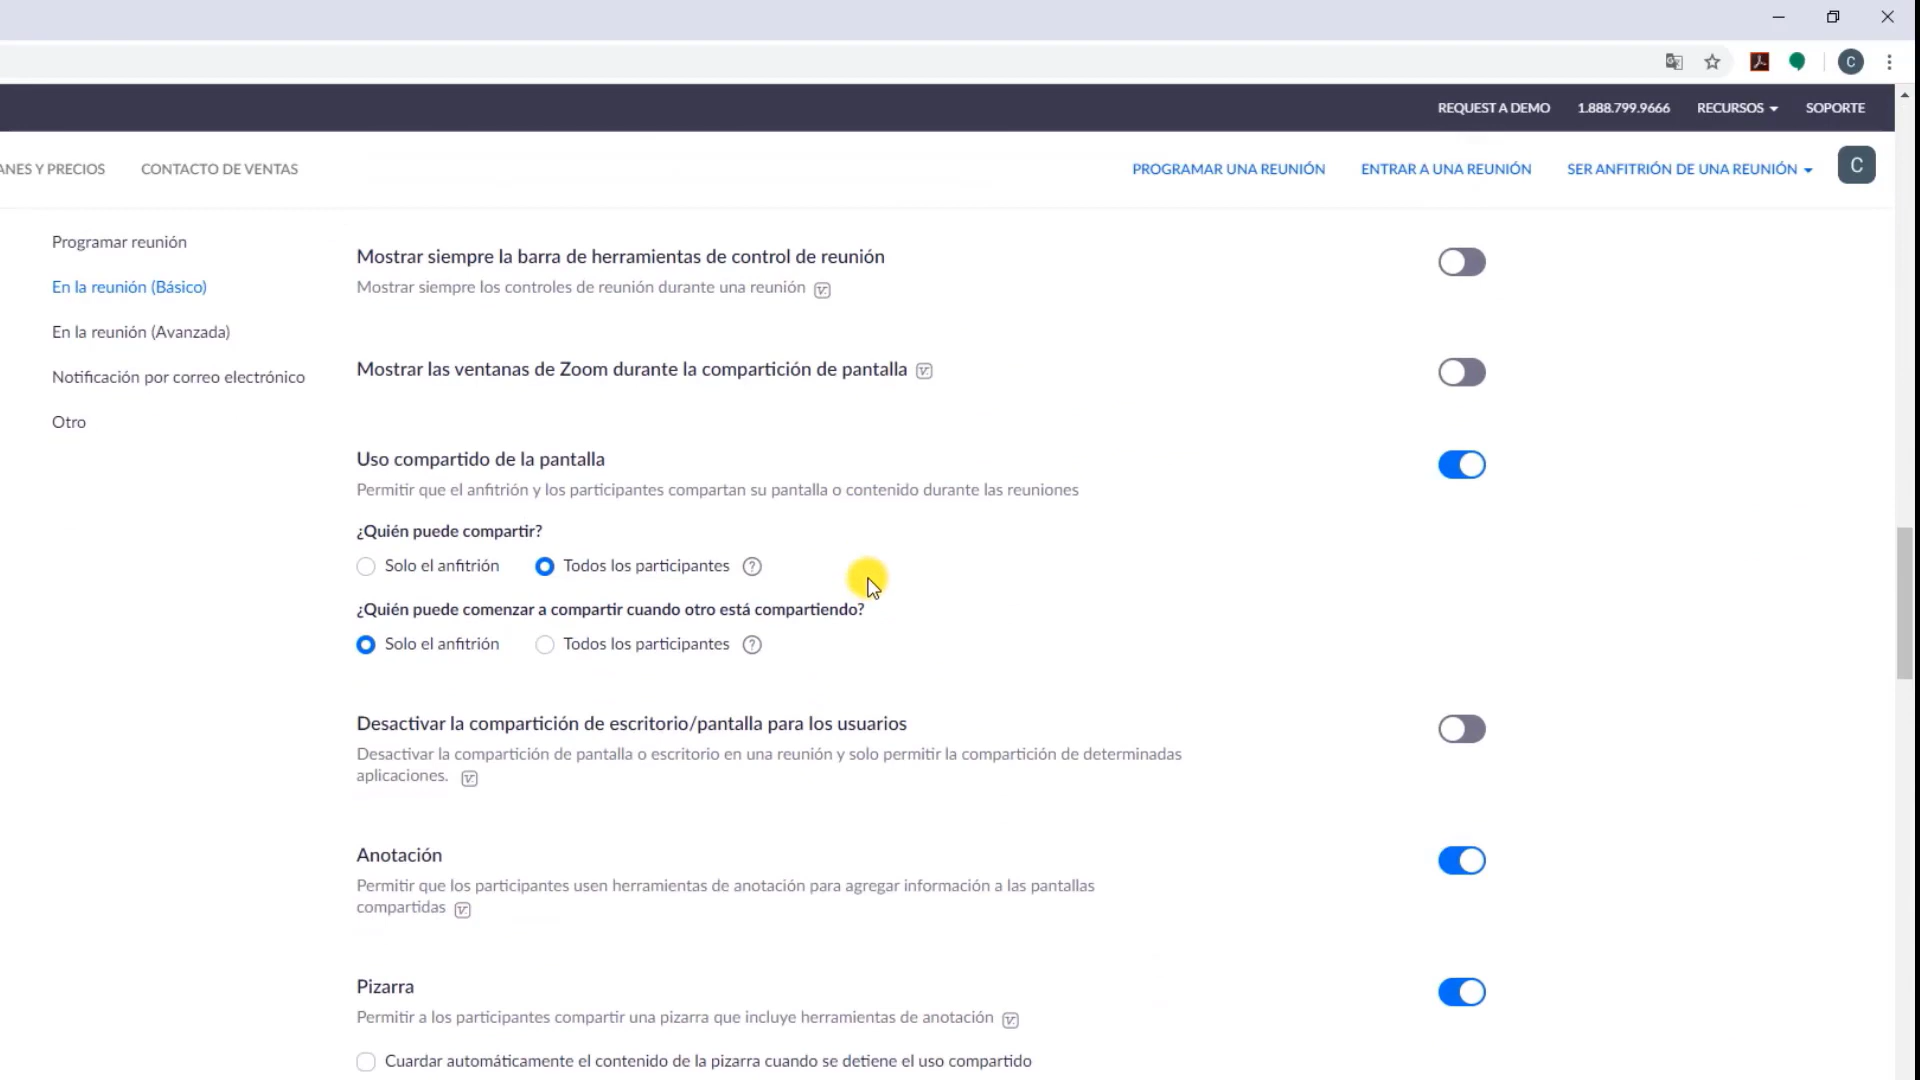 C
REQUEST A DEMO 1.888.799.9666 RECURSOS SOPORTE
ANES Y PRECIOS CONTACTO DE VENTAS PROGRAMAR UNA REUNIÓN ENTRAR A UNA REUNIÓN SER ANFITRIÓN DE UNA REUNIÓN C
Programar reunión
En la reunión (Básico)
En la reunión (Avanzada)
Notificación por correo electrónico
Otro
Mostrar siempre la barra de herramientas de control de reunión
Mostrar siempre los controles de reunión durante una reunión
Mostrar las ventanas de Zoom durante la compartición de pantalla
Uso compartido de la pantalla
Permitir que el anfitrión y los participantes compartan su pantalla o contenido durante las reuniones
¿Quién puede compartir?
Solo el anfitrión Todos los participantes ?
¿Quién puede comenzar a compartir cuando otro está compartiendo?
Solo el anfitrión Todos los participantes ?
Desactivar la compartición de escritorio/pantalla para los usuarios
Desactivar la compartición de pantalla o escritorio en una reunión y solo permitir la compartición de determinadas
aplicaciones.
Anotación
Permitir que los participantes usen herramientas de anotación para agregar información a las pantallas
compartidas
Pizarra
Permitir a los participantes compartir una pizarra que incluye herramientas de anotación
Cuardar automáticamente el contenido de la pizarra cuando se detiene el uso compartido